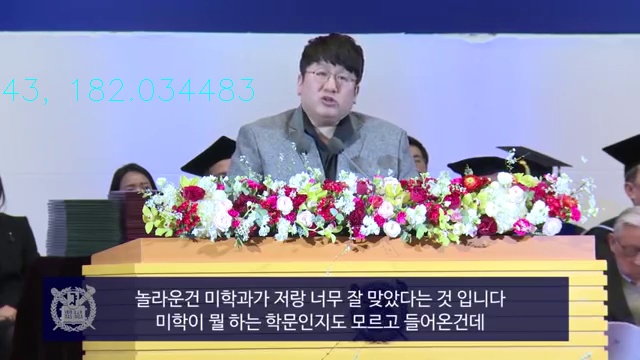 43, 182.034483
놀라운건 미학과가 저랑 너무 잘 맞았다는 것 입니다
미학이 뭘 하는 학문인지도 모르고 들어온건데